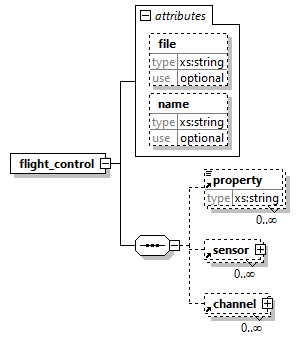 attributes
file
type xs:string
use optional
name
type xs:string
use optional
flight_control
property
type xs:string
0..∞
sensor
0..∞
channel
0..∞